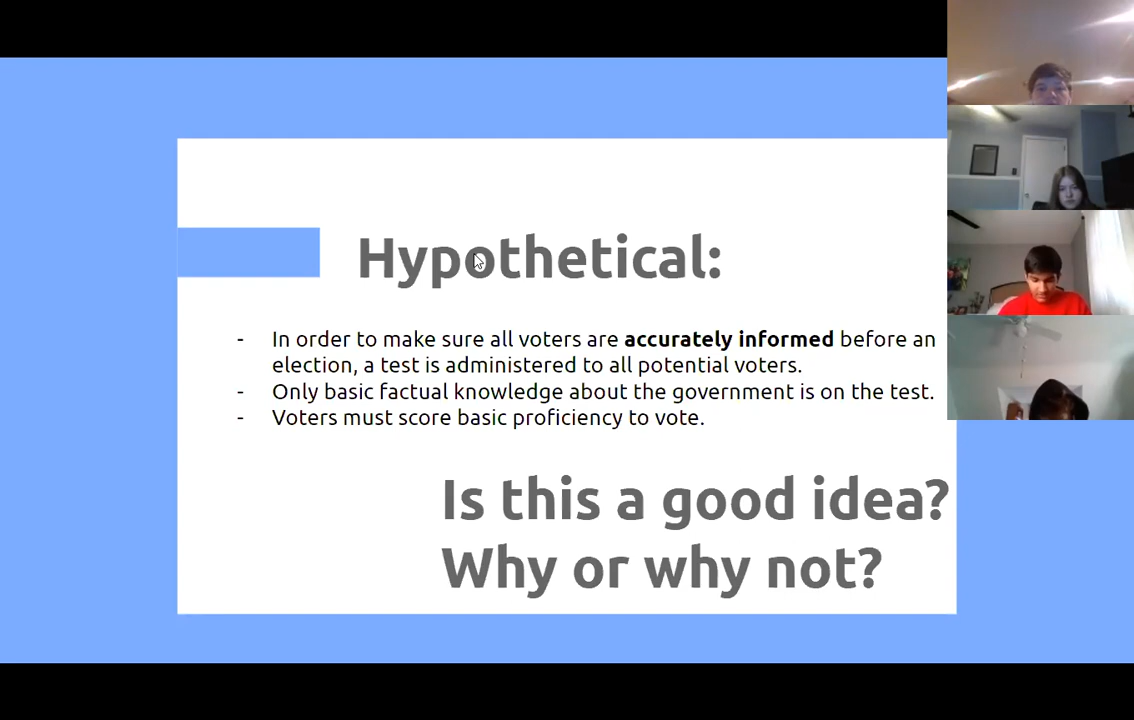 Hypothetical:
- In order to make sure all voters are accurately informed before an
election, a test is administered to all potential voters.
- Only basic factual knowledge about the government is on the test.
- Voters must score basic proficiency to vote.
Is this a good idea?
Why or why not?